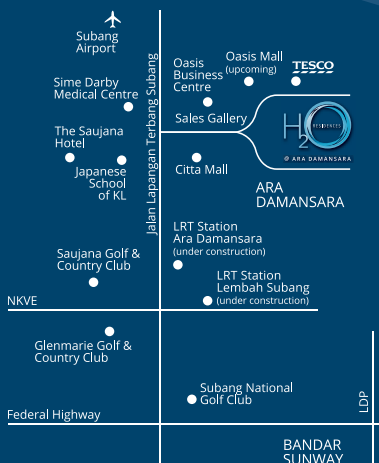 Subang
Airport
Oasis
Business
Centre
Oasis Mall
(upcoming)
TESCO
Sime Darby
Medical Centre
Sales Gallery
H2O
RESIDENCES
@ ARA DAMANSARA
The Saujana
Hotel
Japanese
School
of KL
Jalan Lapangan Terbang Subang
Citta Mall
ARA
DAMANSARA
LRT Station
Ara Damansara
(under construction)
Saujana Golf &
Country Club
LRT Station
Lembah Subang
(under construction)
NKVE
Glenmarie Golf &
Country Club
Subang National
Golf Club
LDP
Federal Highway
BANDAR
SUNWAY